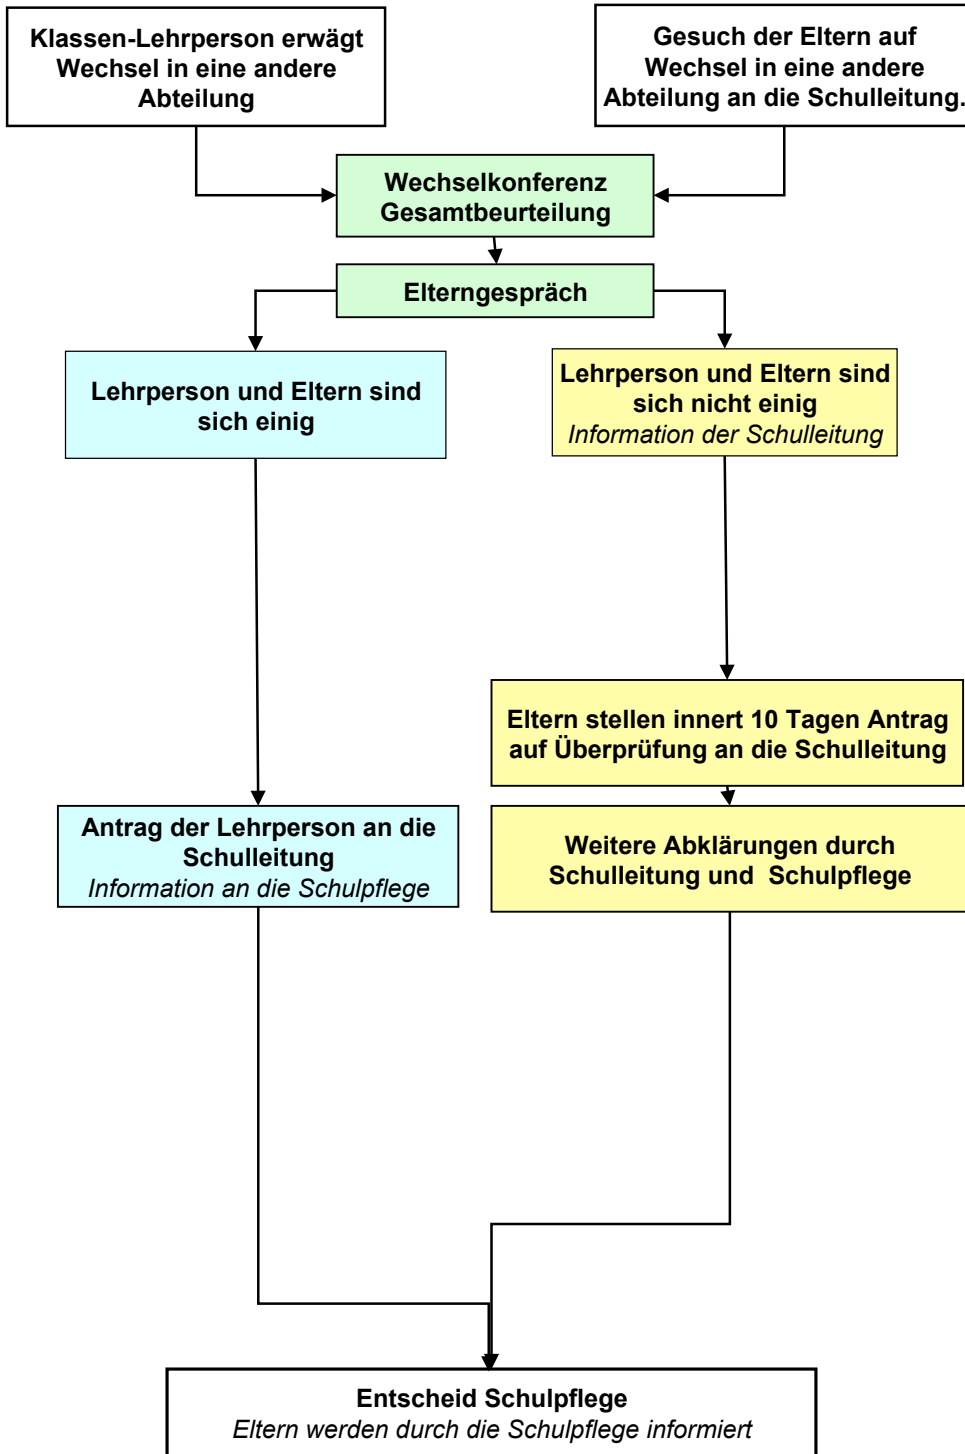 Klassen-Lehrperson erwägt
Wechsel in eine andere
Abteilung
Gesuch der Eltern auf
Wechsel in eine andere
Abteilung an die Schulleitung.
Wechselkonferenz
Gesamtbeurteilung
Elterngespräch
Lehrperson und Eltern sind
sich einig
Lehrperson und Eltern sind
sich nicht einig
Information der Schulleitung
Eltern stellen innert 10 Tagen Antrag
auf Überprüfung an die Schulleitung
Antrag der Lehrperson an die
Schulleitung
Information an die Schulpflege
Weitere Abklärungen durch
Schulleitung und  Schulpflege
Entscheid Schulpflege
Eltern werden durch die Schulpflege informiert